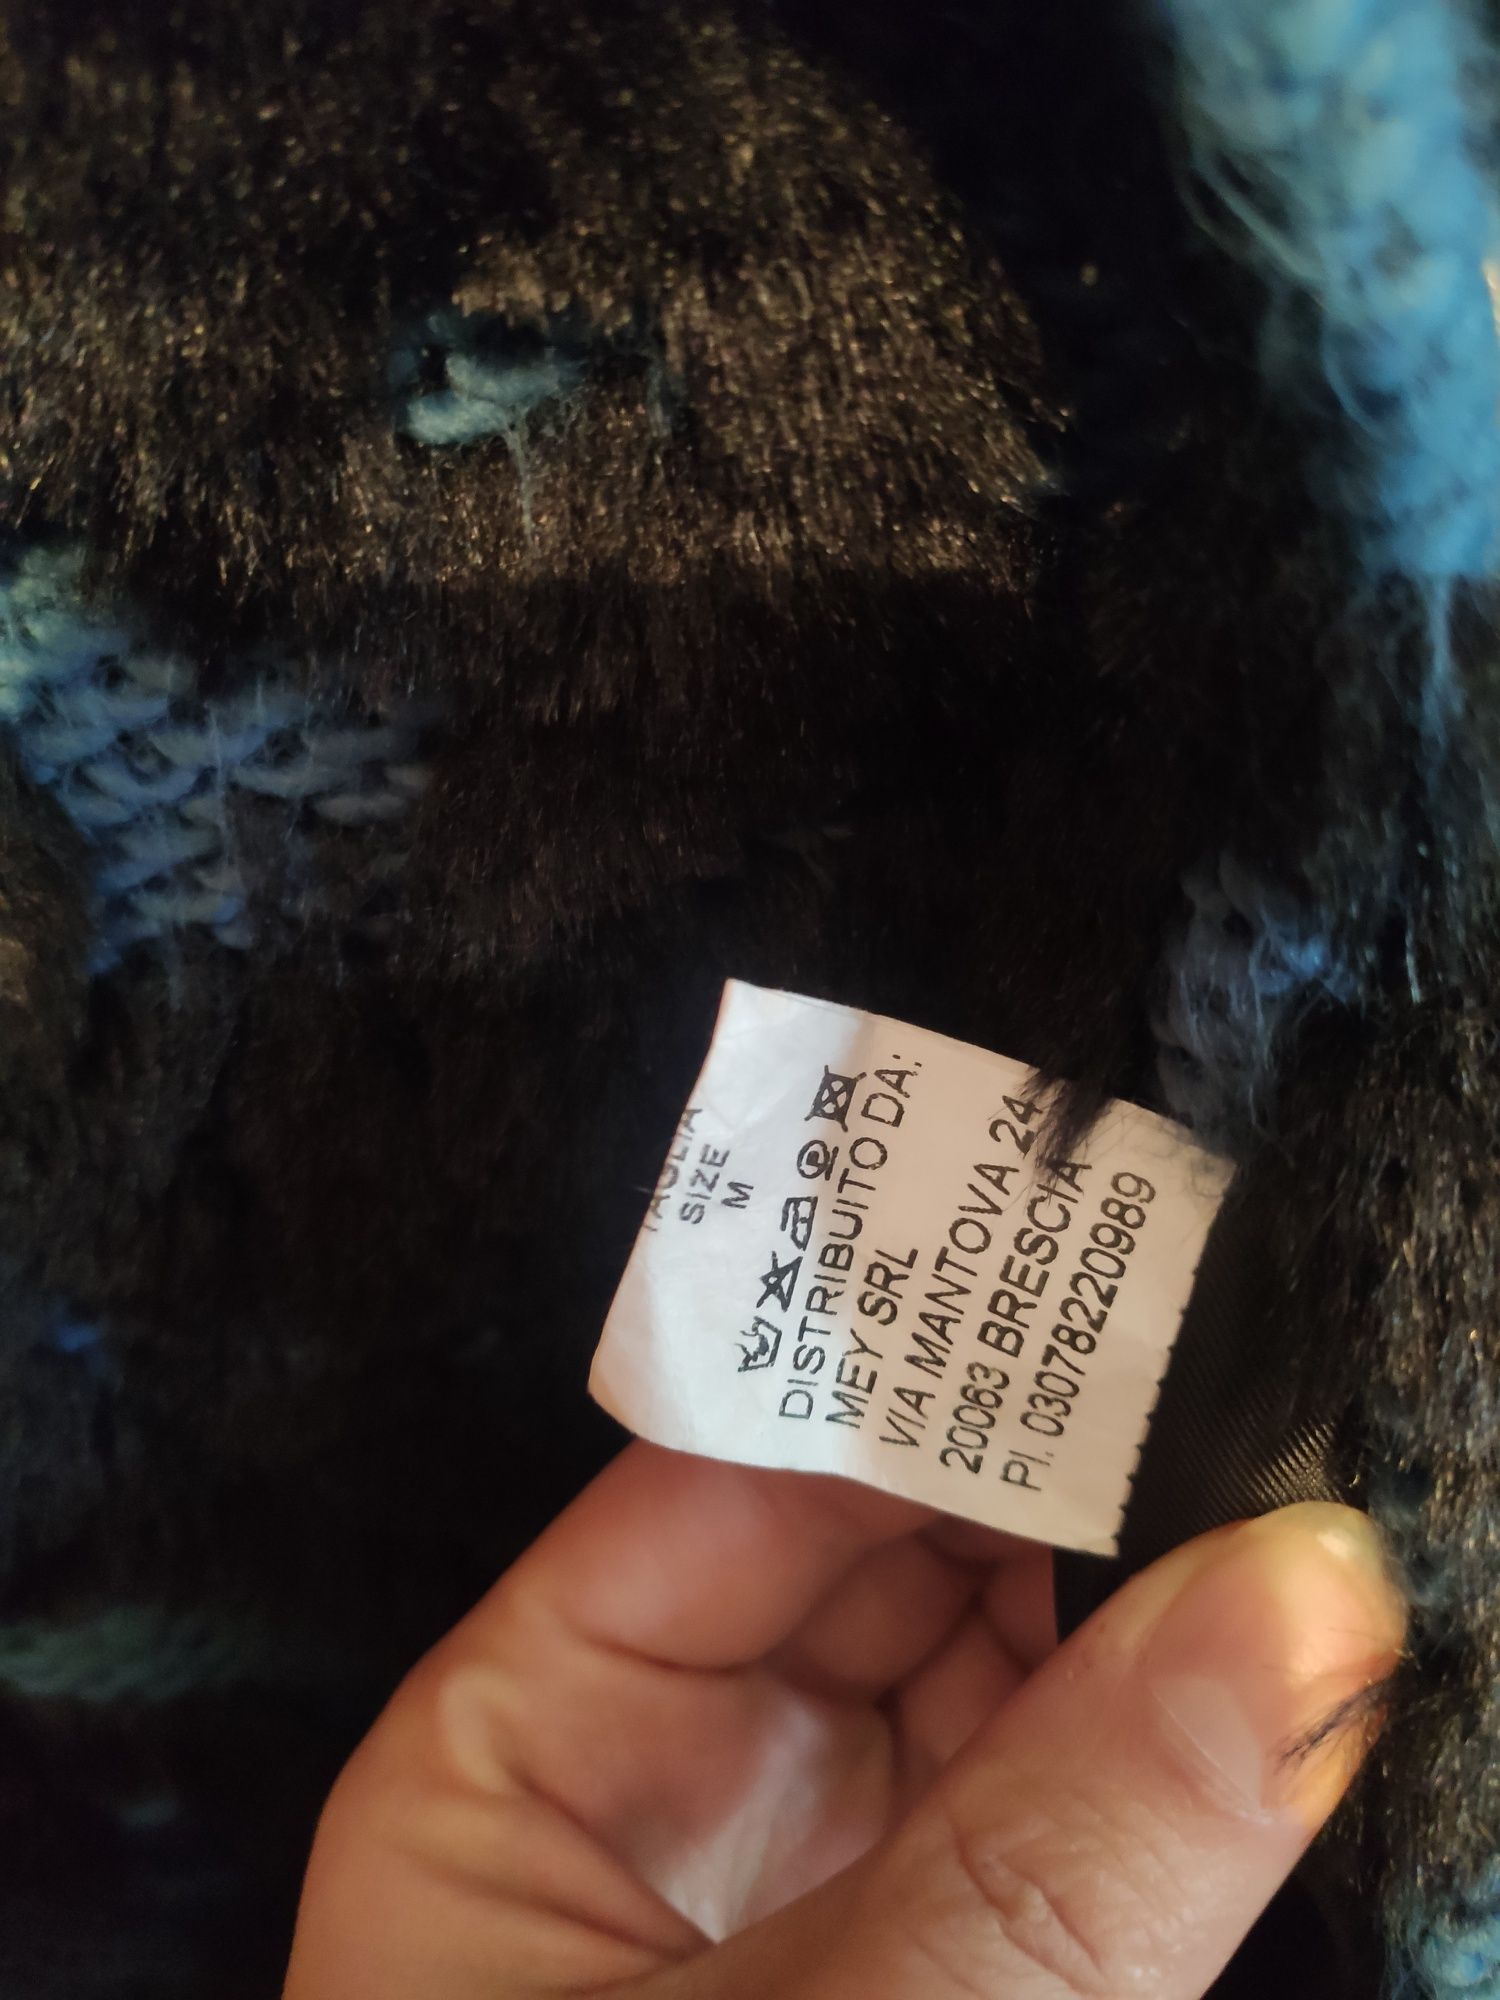 TAGLIA
SIZE
M
DISTRIBUITO DA:
MEY SRL
VIA MANTOVA 24
20063 BRESCIA
PI. 03078220989